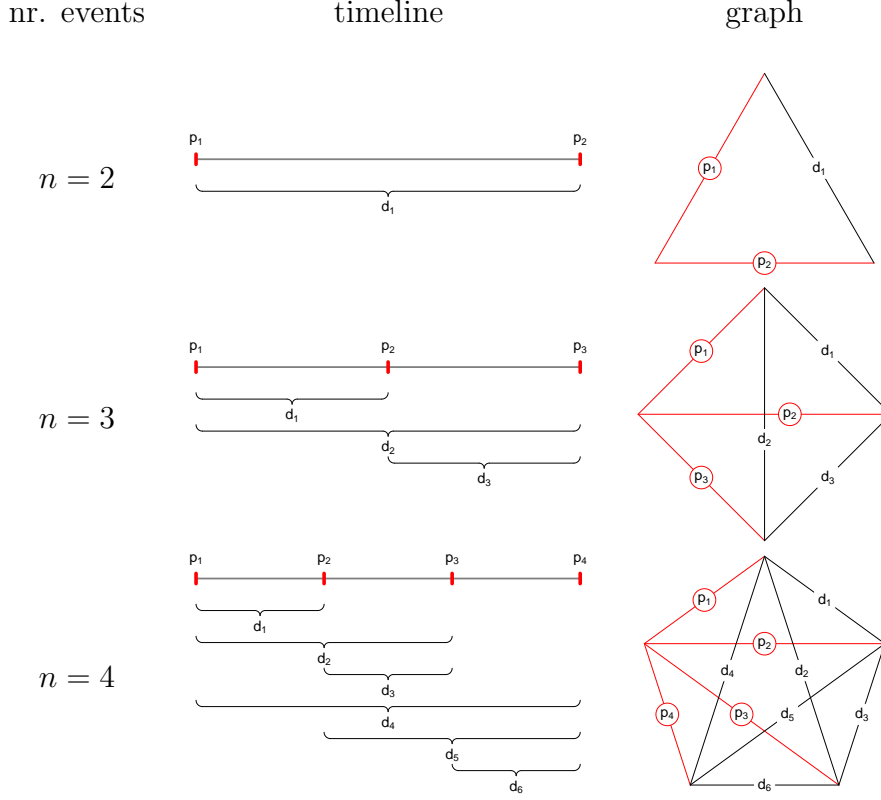 nr. events timeline graph
p₁ p₂
n = 2
d₁
p₁ d₁
p₂
p₁ p₂ p₃
n = 3
d₁
d₂
d₃
p₁ d₁
p₂
d₂
p₃ d₃
p₁ p₂ p₃ p₄
n = 4
d₁
d₂
d₃
d₄
d₅
d₆
p₁ d₁
p₂
d₄ d₂
p₄ p₃ d₅ d₃
d₆